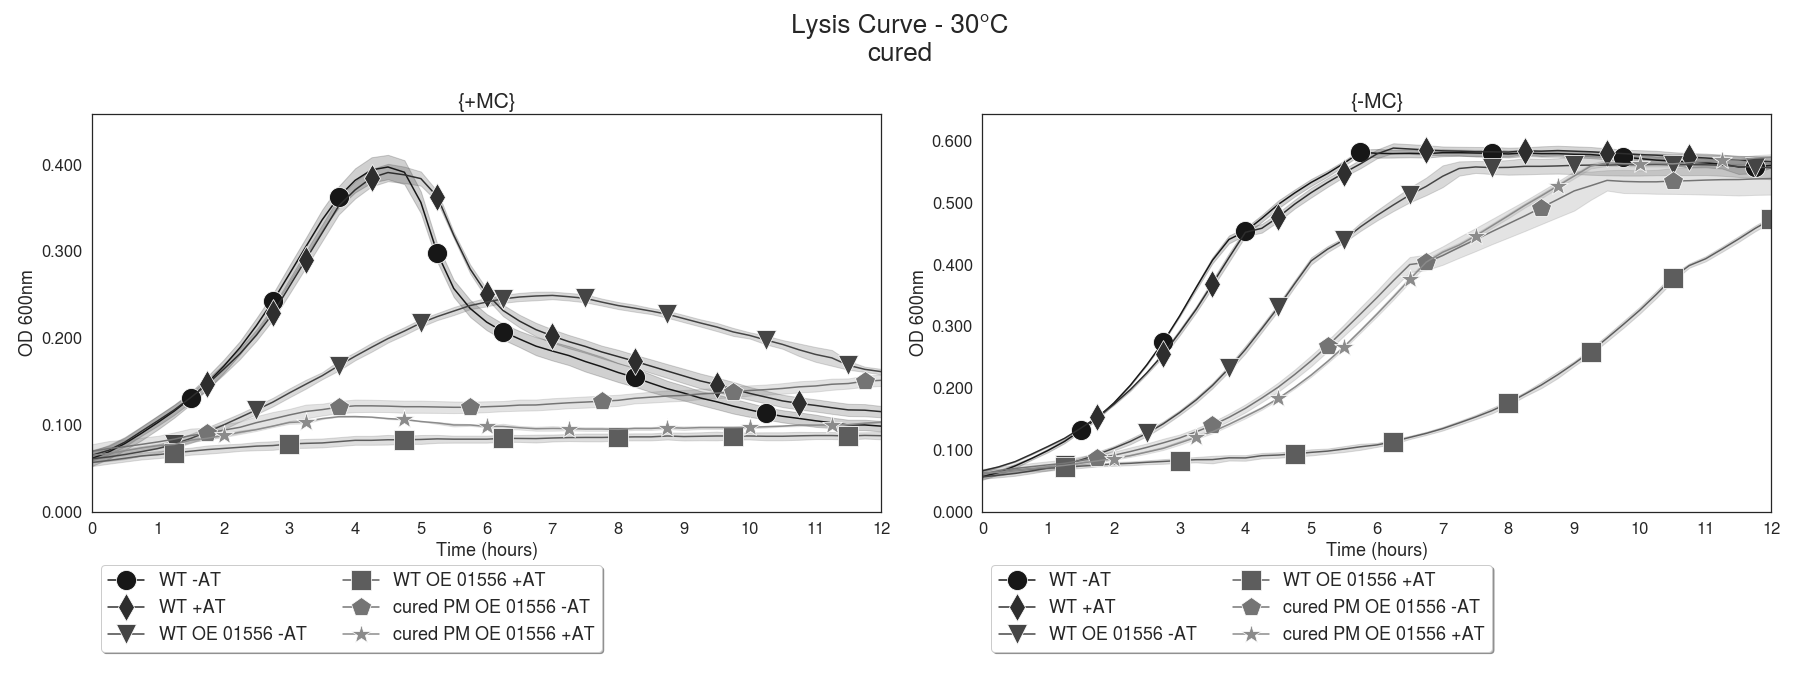 Lysis Curve - 30°C
cured
{+MC}
0.400
0.300
0.200
0.100
0.000
OD 600nm
0 1 2 3 4 5 6 7 8 9 10 11 12
Time (hours)
WT -AT
WT +AT
WT OE 01556 -AT
WT OE 01556 +AT
cured PM OE 01556 -AT
cured PM OE 01556 +AT
{-MC}
0.600
0.500
0.400
0.300
0.200
0.100
0.000
OD 600nm
0 1 2 3 4 5 6 7 8 9 10 11 12
Time (hours)
WT -AT
WT +AT
WT OE 01556 -AT
WT OE 01556 +AT
cured PM OE 01556 -AT
cured PM OE 01556 +AT